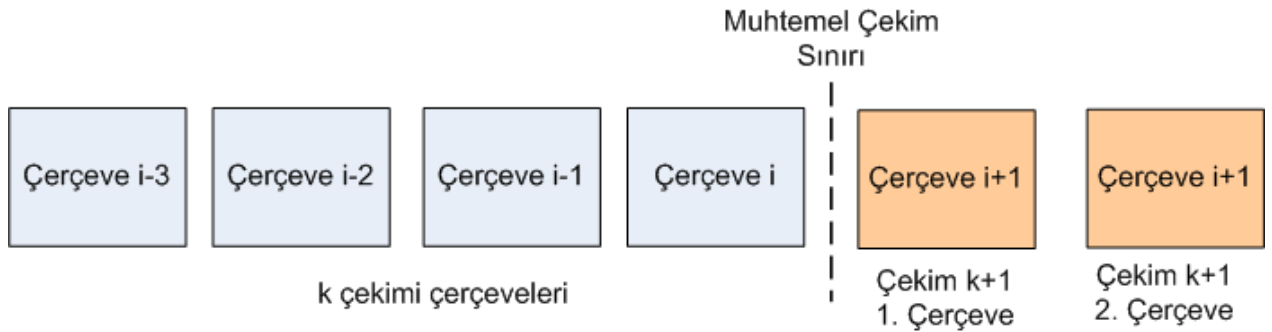 Muhtemel Çekim
Sınırı
Çerçeve i-3
Çerçeve i-2
Çerçeve i-1
Çerçeve i
Çerçeve i+1
Çerçeve i+1
k çekimi çerçeveleri
Çekim k+1
1. Çerçeve
Çekim k+1
2. Çerçeve